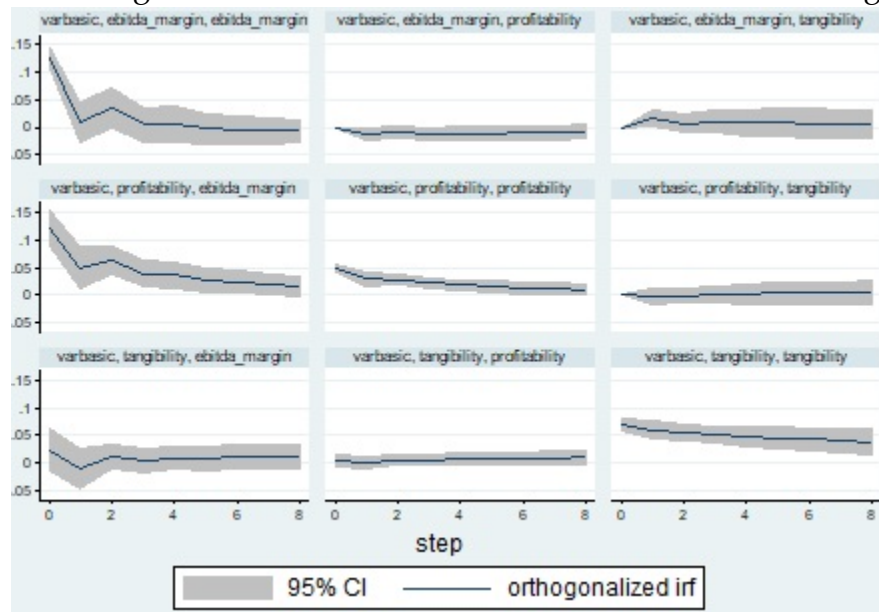 varbasic, ebitda_margin, ebitda_margin varbasic, ebitda_margin, profitability varbasic, ebitda_margin, tangibility
.15
.1
.05
0
.05
varbasic, profitability, ebitda_margin varbasic, profitability, profitability varbasic, profitability, tangibility
.15
.1
.05
0
.05
varbasic, tangibility, ebitda_margin varbasic, tangibility, profitability varbasic, tangibility, tangibility
.15
.1
.05
0
.05
0 2 4 6 8 0 2 4 6 8 0 2 4 6 8
step
95% CI orthogonalized irf